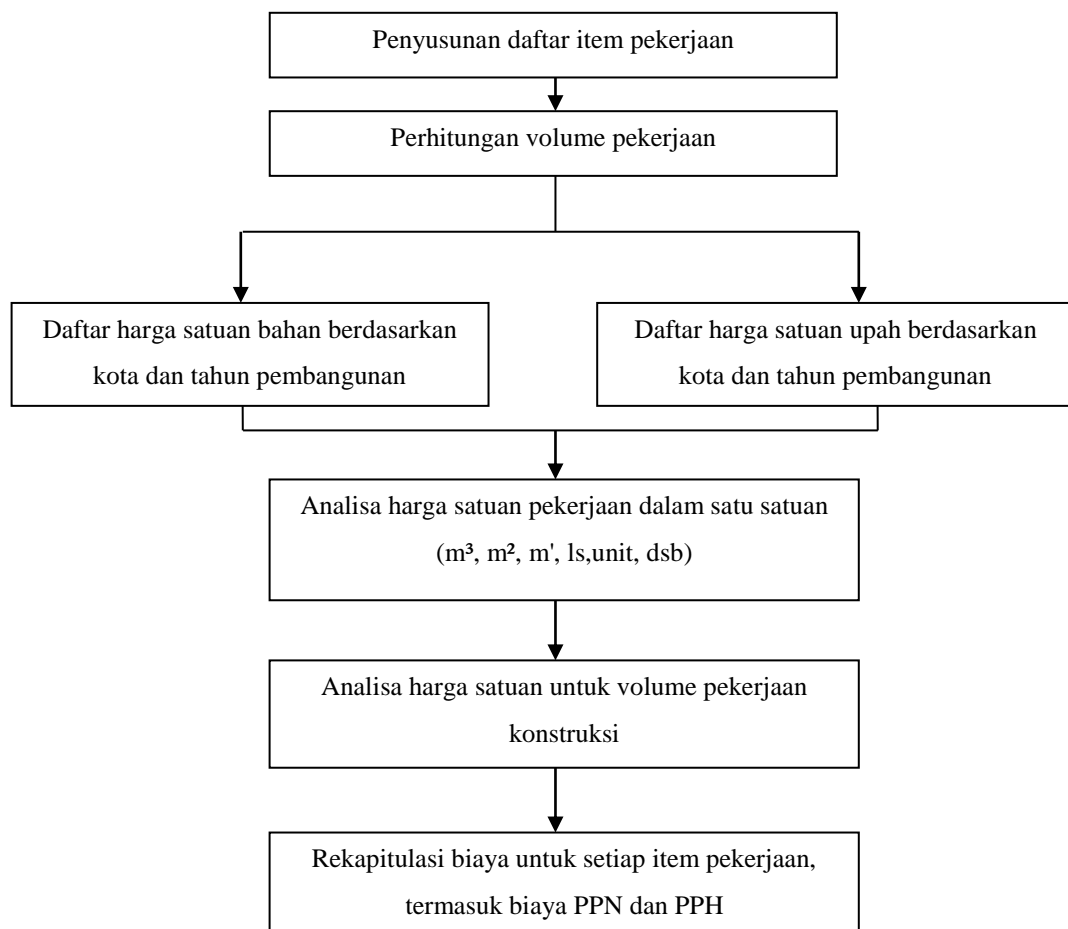 Penyusunan daftar item pekerjaan
Perhitungan volume pekerjaan
Daftar harga satuan bahan berdasarkan
kota dan tahun pembangunan
Daftar harga satuan upah berdasarkan
kota dan tahun pembangunan
Analisa harga satuan pekerjaan dalam satu satuan
(m³, m², m', ls,unit, dsb)
Analisa harga satuan untuk volume pekerjaan
konstruksi
Rekapitulasi biaya untuk setiap item pekerjaan,
termasuk biaya PPN dan PPH